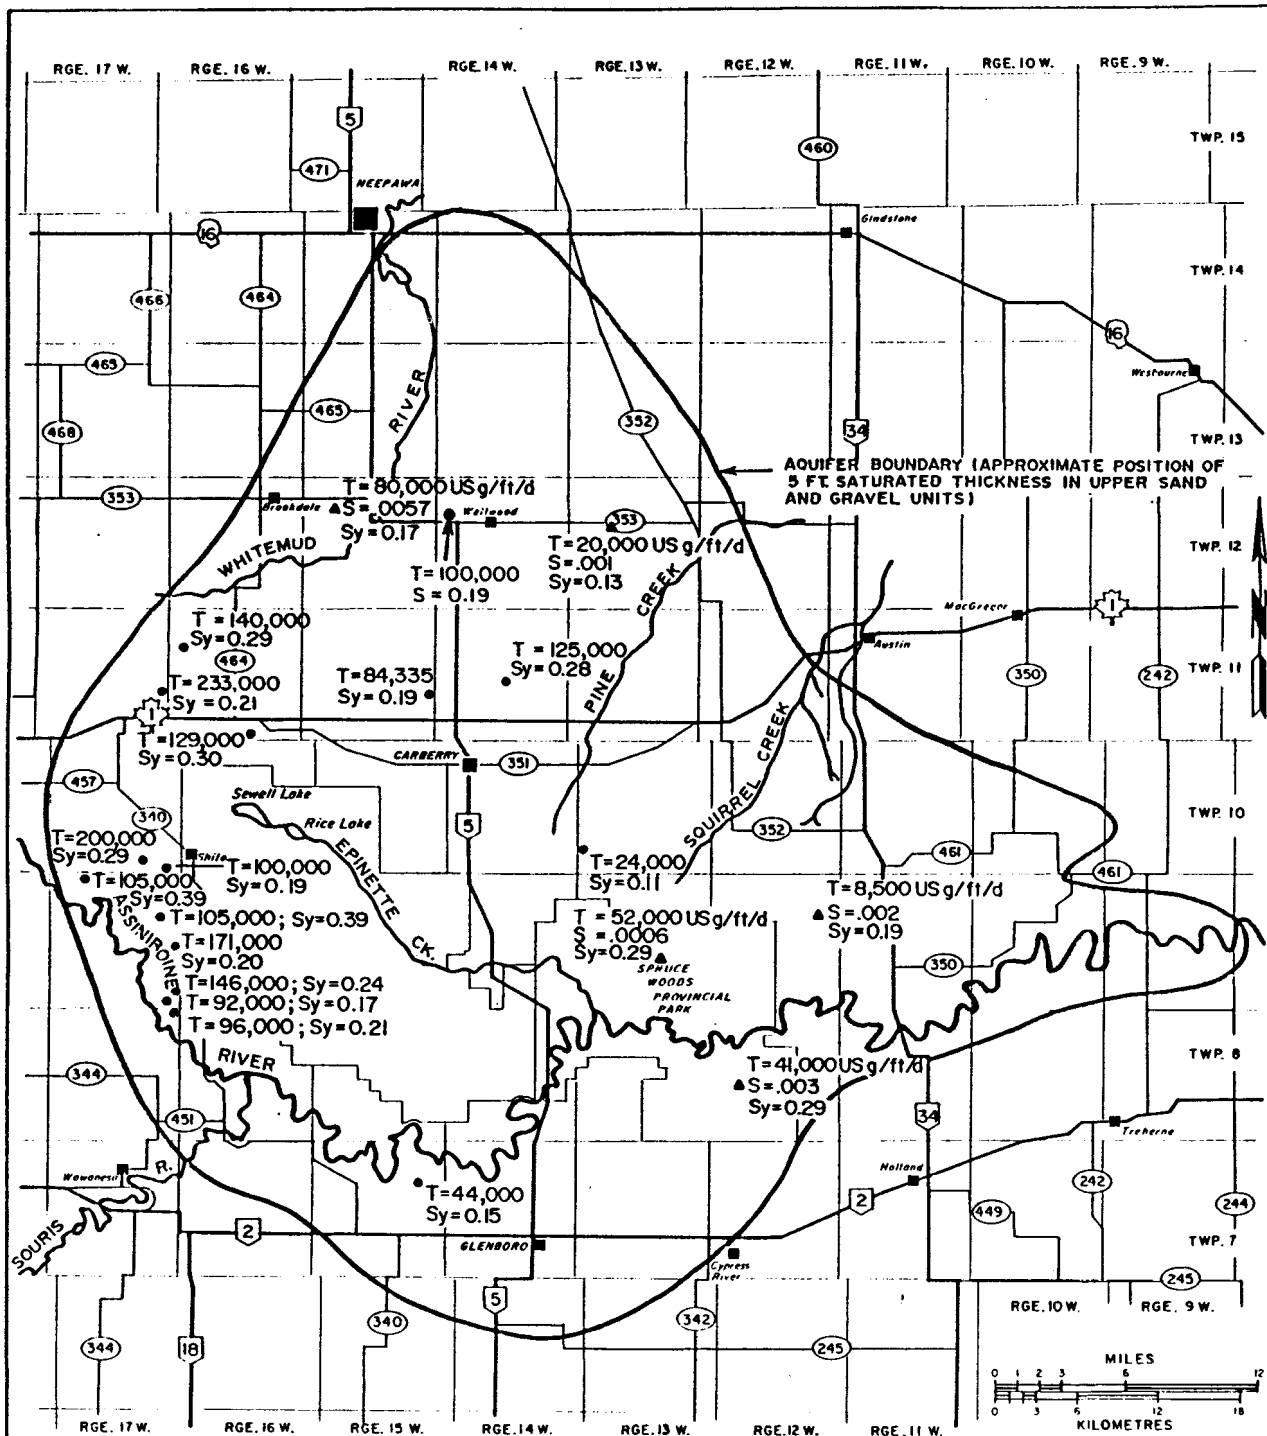 RGE. 17 W. RGE. 16 W. RGE. 14 W. RGE. 13 W. RGE. 12 W. RGE. 11 W. RGE. 10 W. RGE. 9 W.
5
TWP. 15
471
460
NEEPAWA
16
Gladstone
TWP. 14
466
464
16
465
Westbourne
465
352
34
468
RIVER
TWP. 13
AQUIFER BOUNDARY (APPROXIMATE POSITION OF
5 FT. SATURATED THICKNESS IN UPPER SAND
AND GRAVEL UNITS)
353
Brookdale
T = 80,000 US g/ft/d
S = .0057
Sy = 0.17
Wellwood
353
T = 20,000 US g/ft/d
S = .001
Sy = 0.13
TWP. 12
WHITEMUD
T = 100,000
S = 0.19
PINE CREEK
MacGregor
1
T = 140,000
Sy = 0.29
464
Austin
T = 125,000
Sy = 0.28
TWP. 11
T = 84,335
Sy = 0.19
350
242
T = 233,000
Sy = 0.21
1
T = 129,000
Sy = 0.30
CARBERRY
351
SQUIRREL CREEK
457
Sewell Lake
340
Rice Lake
5
352
TWP. 10
EPINETTE CK.
T = 200,000
Sy = 0.29
Shilo
T = 100,000
Sy = 0.19
T = 24,000
Sy = 0.11
461
461
T = 105,000
Sy = 0.39
T = 8,500 US g/ft/d
S = .002
Sy = 0.19
T = 105,000 ; Sy = 0.39
T = 52,000 US g/ft/d
S = .0006
Sy = 0.29
ASSINIBOINE
T = 171,000
Sy = 0.20
SPRUCE
WOODS
PROVINCIAL
PARK
350
T = 146,000 ; Sy = 0.24
T = 92,000 ; Sy = 0.17
T = 96,000 ; Sy = 0.21
RIVER
TWP. 8
344
T = 41,000 US g/ft/d
S = .003
Sy = 0.29
451
34
Treherne
Wawanesa
R.
Holland
T = 44,000
Sy = 0.15
242
SOURIS
2
2
449
244
GLENBORO
Cypress
River
TWP. 7
245
5
RGE. 10 W. RGE. 9 W.
340
342
344
18
245
MILES
0 1 2 3 6 12
0 3 6 12 18
KILOMETRES
RGE. 17 W. RGE. 16 W. RGE. 15 W. RGE. 14 W. RGE. 13 W. RGE. 12 W. RGE. 11 W.